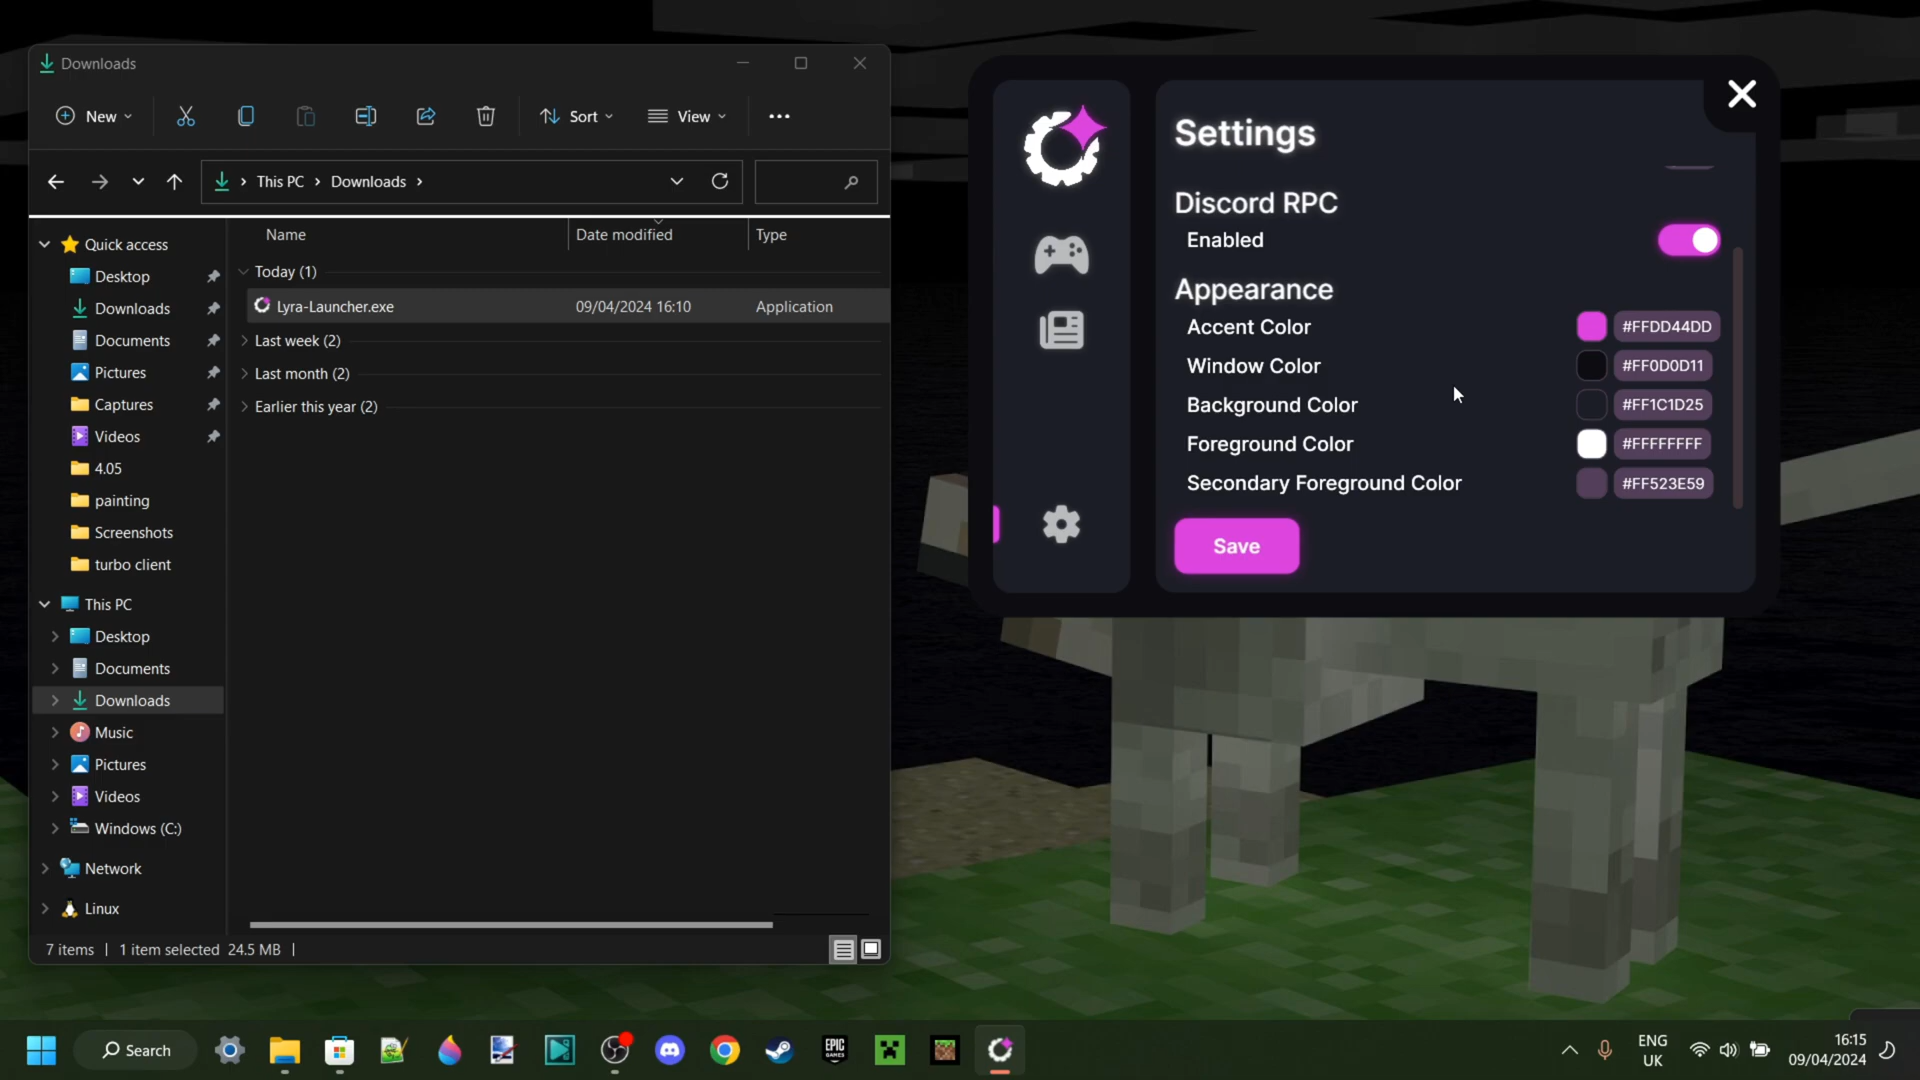 Downloads
New
Sort
View
This PC
Downloads
Name
Date modified
Type
Quick access
Desktop
Downloads
Documents
Pictures
Captures
Videos
4.05
painting
Screenshots
turbo client
This PC
Desktop
Documents
Downloads
Music
Pictures
Videos
Windows (C:)
Network
Linux
Today (1)
Lyra-Launcher.exe 09/04/2024 16:10 Application
Last week (2)
Last month (2)
Earlier this year (2)
7 items 1 item selected 24.5 MB
Settings
Discord RPC
Enabled
Appearance
Accent Color #FFDD44DD
Window Color #FF0D0D11
Background Color #FF1C1D25
Foreground Color #FFFFFFFF
Secondary Foreground Color #FF523E59
Save
Search
EPIC
GAMES
ENG
UK
16:15
09/04/2024